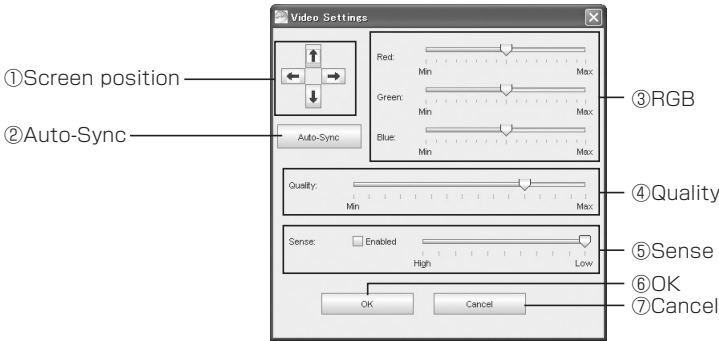 Video Settings
①Screen position
②Auto-Sync
Auto-Sync
Red:
Min Max
Green:
Min Max
Blue:
Min Max
③RGB
Quality:
Min Max
④Quality
Sense: Enabled
High Low
⑤Sense
OK Cancel
⑥OK
⑦Cancel